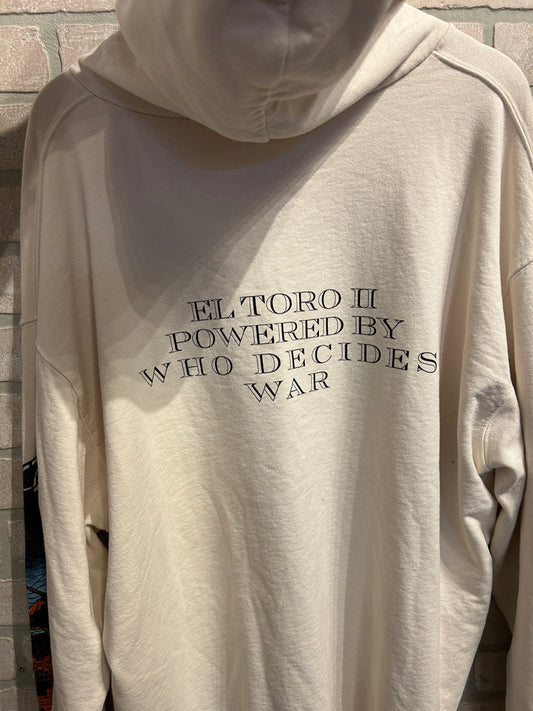 EL TORO II
POWERED BY
WHO DECIDES
WAR